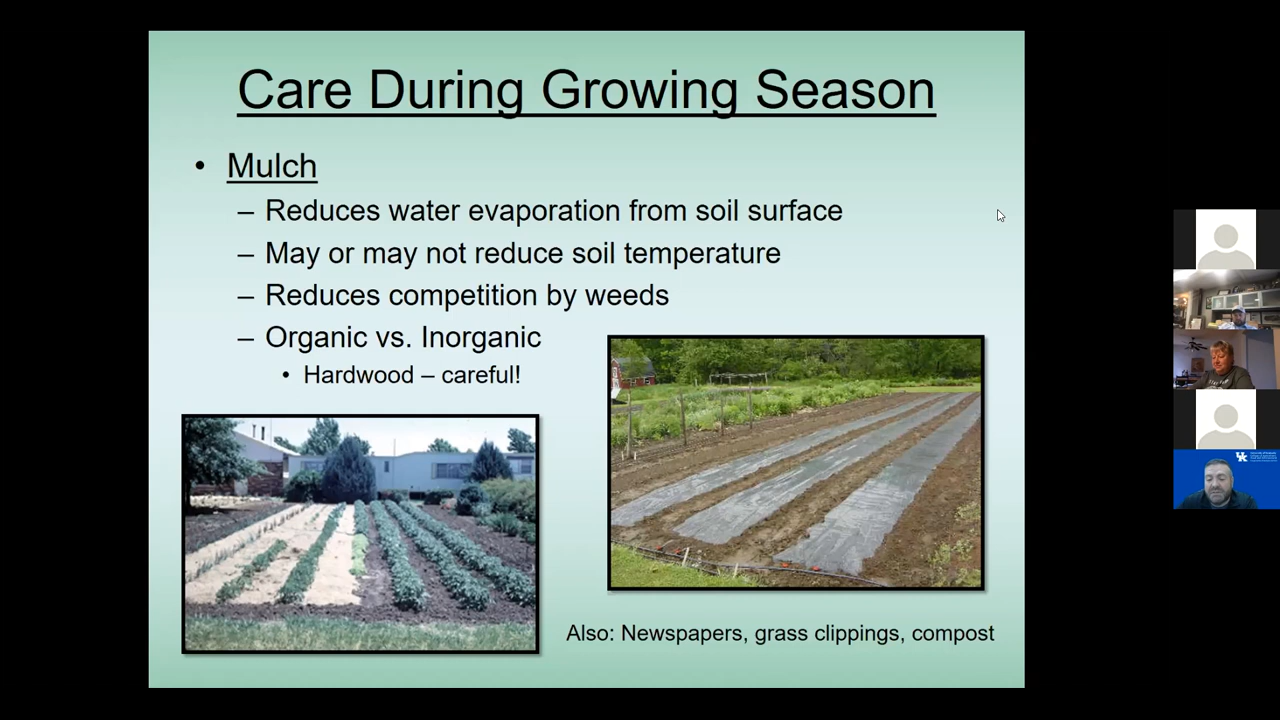 Care During Growing Season
• Mulch
– Reduces water evaporation from soil surface
– May or may not reduce soil temperature
– Reduces competition by weeds
– Organic vs. Inorganic
• Hardwood – careful!
Also: Newspapers, grass clippings, compost
UK